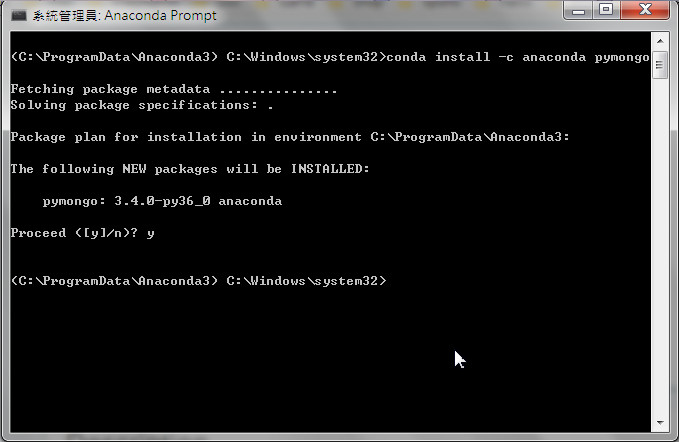 系統管理員: Anaconda Prompt
(C:\ProgramData\Anaconda3) C:\Windows\system32>conda install -c anaconda pymongo
Fetching package metadata ...............
Solving package specifications: .
Package plan for installation in environment C:\ProgramData\Anaconda3:
The following NEW packages will be INSTALLED:
pymongo: 3.4.0-py36_0 anaconda
Proceed ([y]/n)? y
(C:\ProgramData\Anaconda3) C:\Windows\system32>